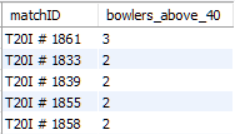 matchID bowlers_above_40
T20I # 1861 3
T20I # 1833 2
T20I # 1839 2
T20I # 1855 2
T20I # 1858 2